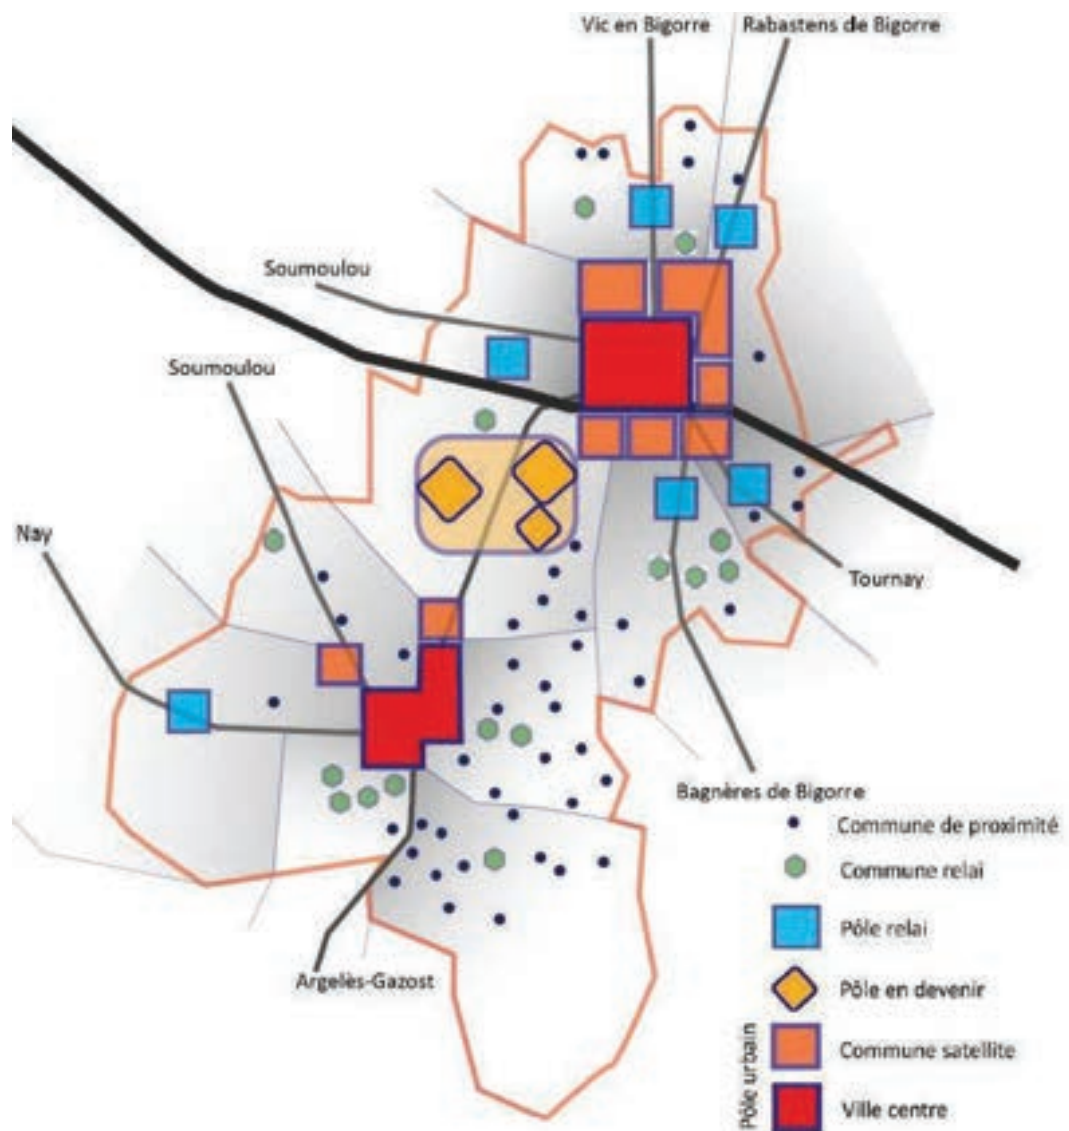 Vic en Bigorre
Rabastens de Bigorre
Soumoulou
Soumoulou
Nay
Tournay
Bagnères de Bigorre
Argelès-Gazost
Commune de proximité
Commune relai
Pôle relai
Pôle en devenir
Commune satellite
Ville centre
Pôle urbain